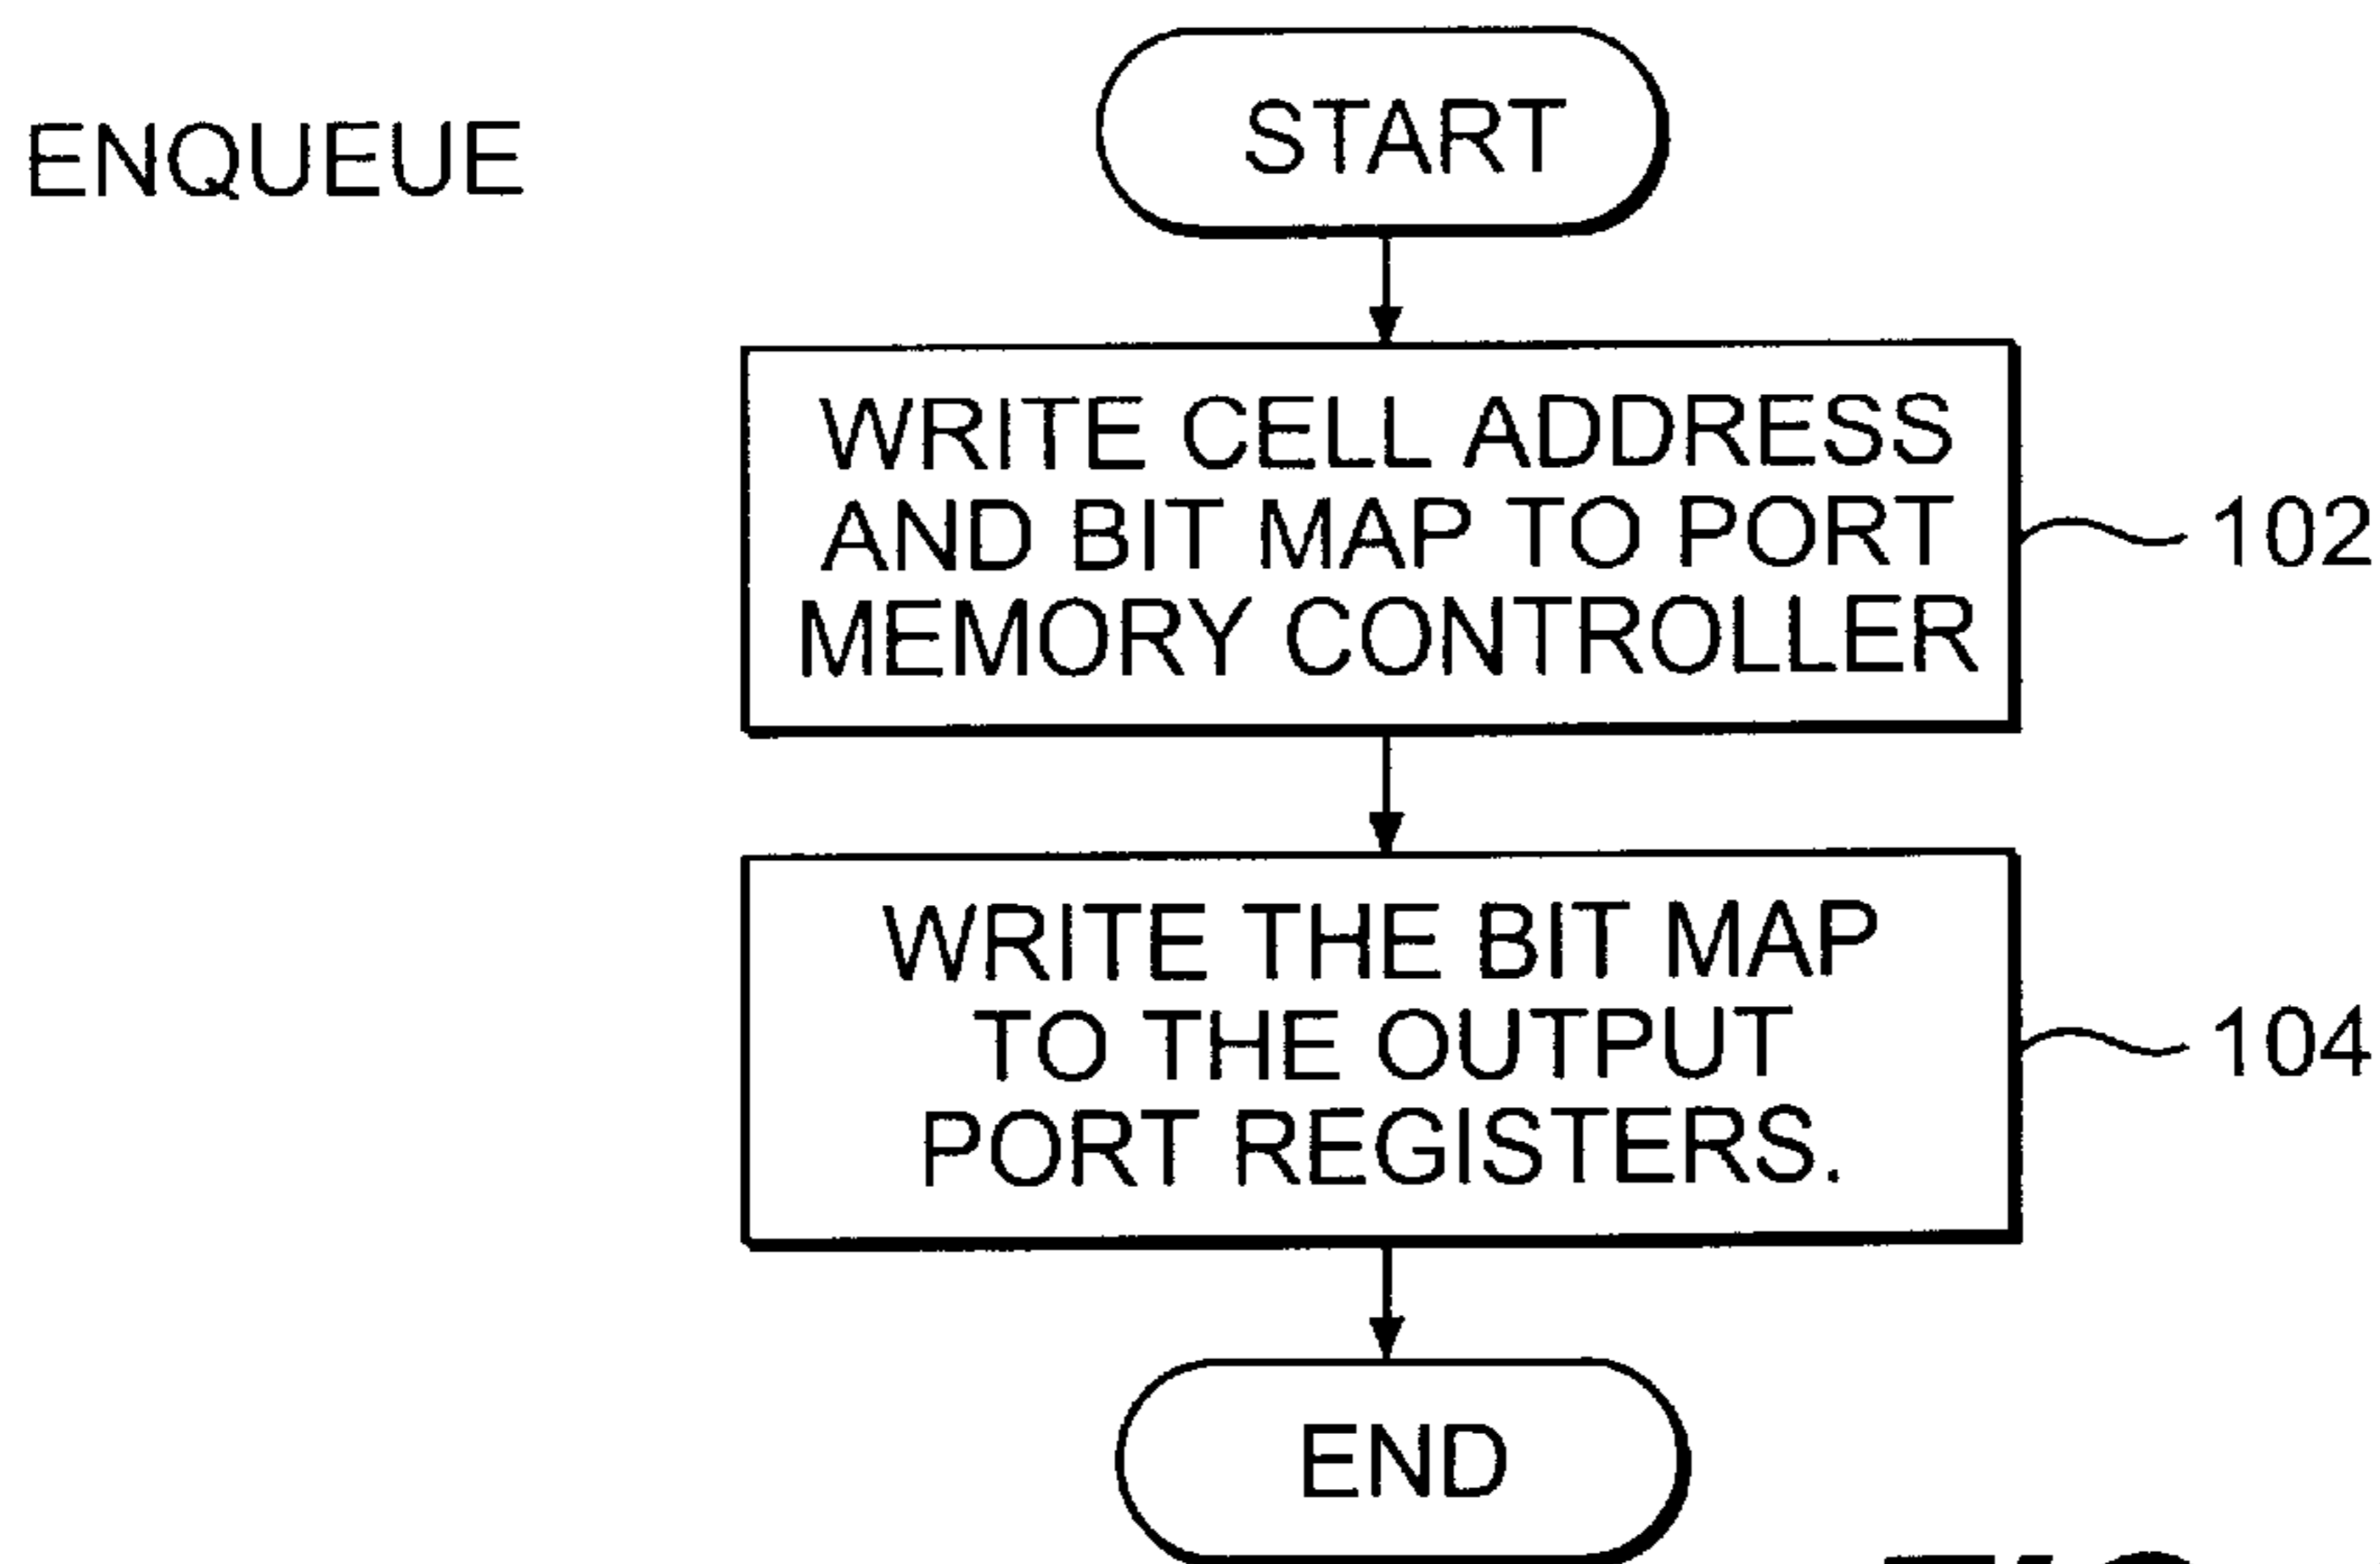 ENQUEUE
START
WRITE CELL ADDRESS
AND BIT MAP TO PORT
MEMORY CONTROLLER
102
WRITE THE BIT MAP
TO THE OUTPUT
PORT REGISTERS.
104
END